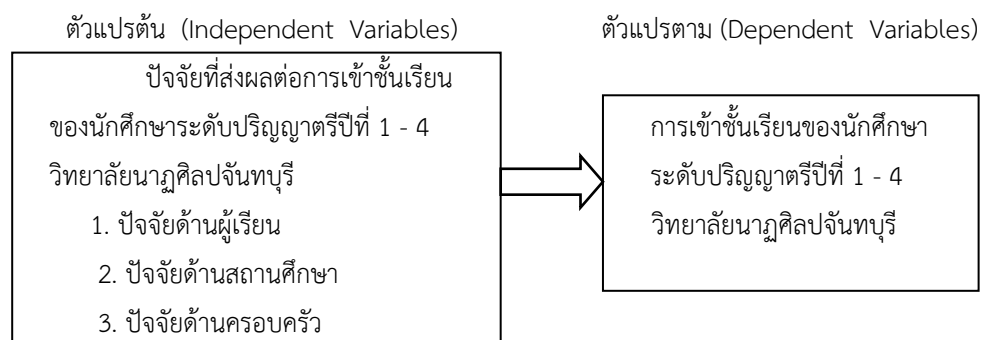 ตัวแปรต้น (Independent Variables)
ตัวแปรตาม (Dependent Variables)
ปัจจัยที่ส่งผลต่อการเข้าชั้นเรียน
ของนักศึกษาระดับปริญญาตรีปีที่ 1 - 4
วิทยาลัยนาฏศิลปจันทบุรี
1. ปัจจัยด้านผู้เรียน
2. ปัจจัยด้านสถานศึกษา
3. ปัจจัยด้านครอบครัว
การเข้าชั้นเรียนของนักศึกษา
ระดับปริญญาตรีปีที่ 1 - 4
วิทยาลัยนาฏศิลปจันทบุรี